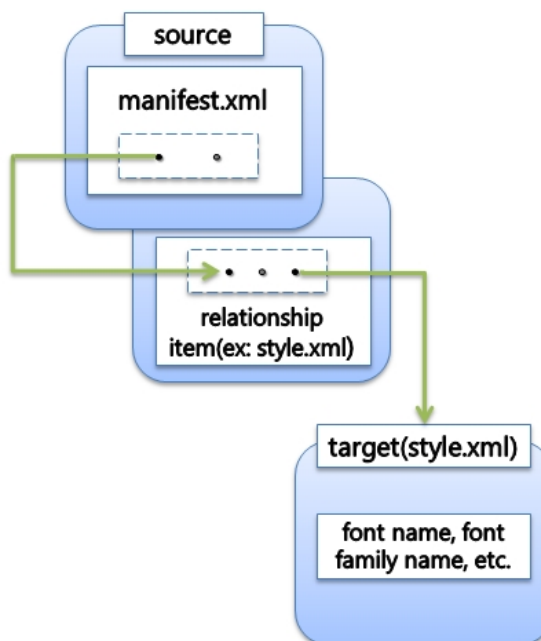 source
manifest.xml
relationship
item(ex: style.xml)
target(style.xml)
font name, font
family name, etc.